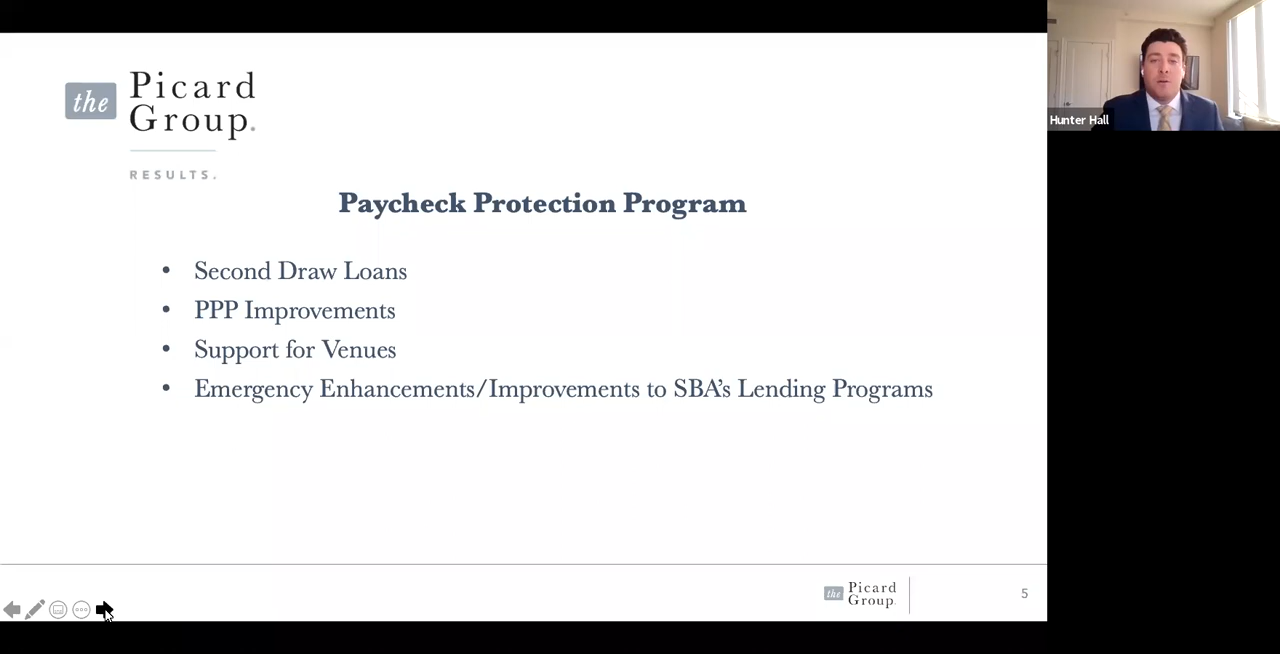 the Picard
Group.
RESULTS.
Paycheck Protection Program
• Second Draw Loans
• PPP Improvements
• Support for Venues
• Emergency Enhancements/Improvements to SBA’s Lending Programs
the Picard
Group.
5
Hunter Hall